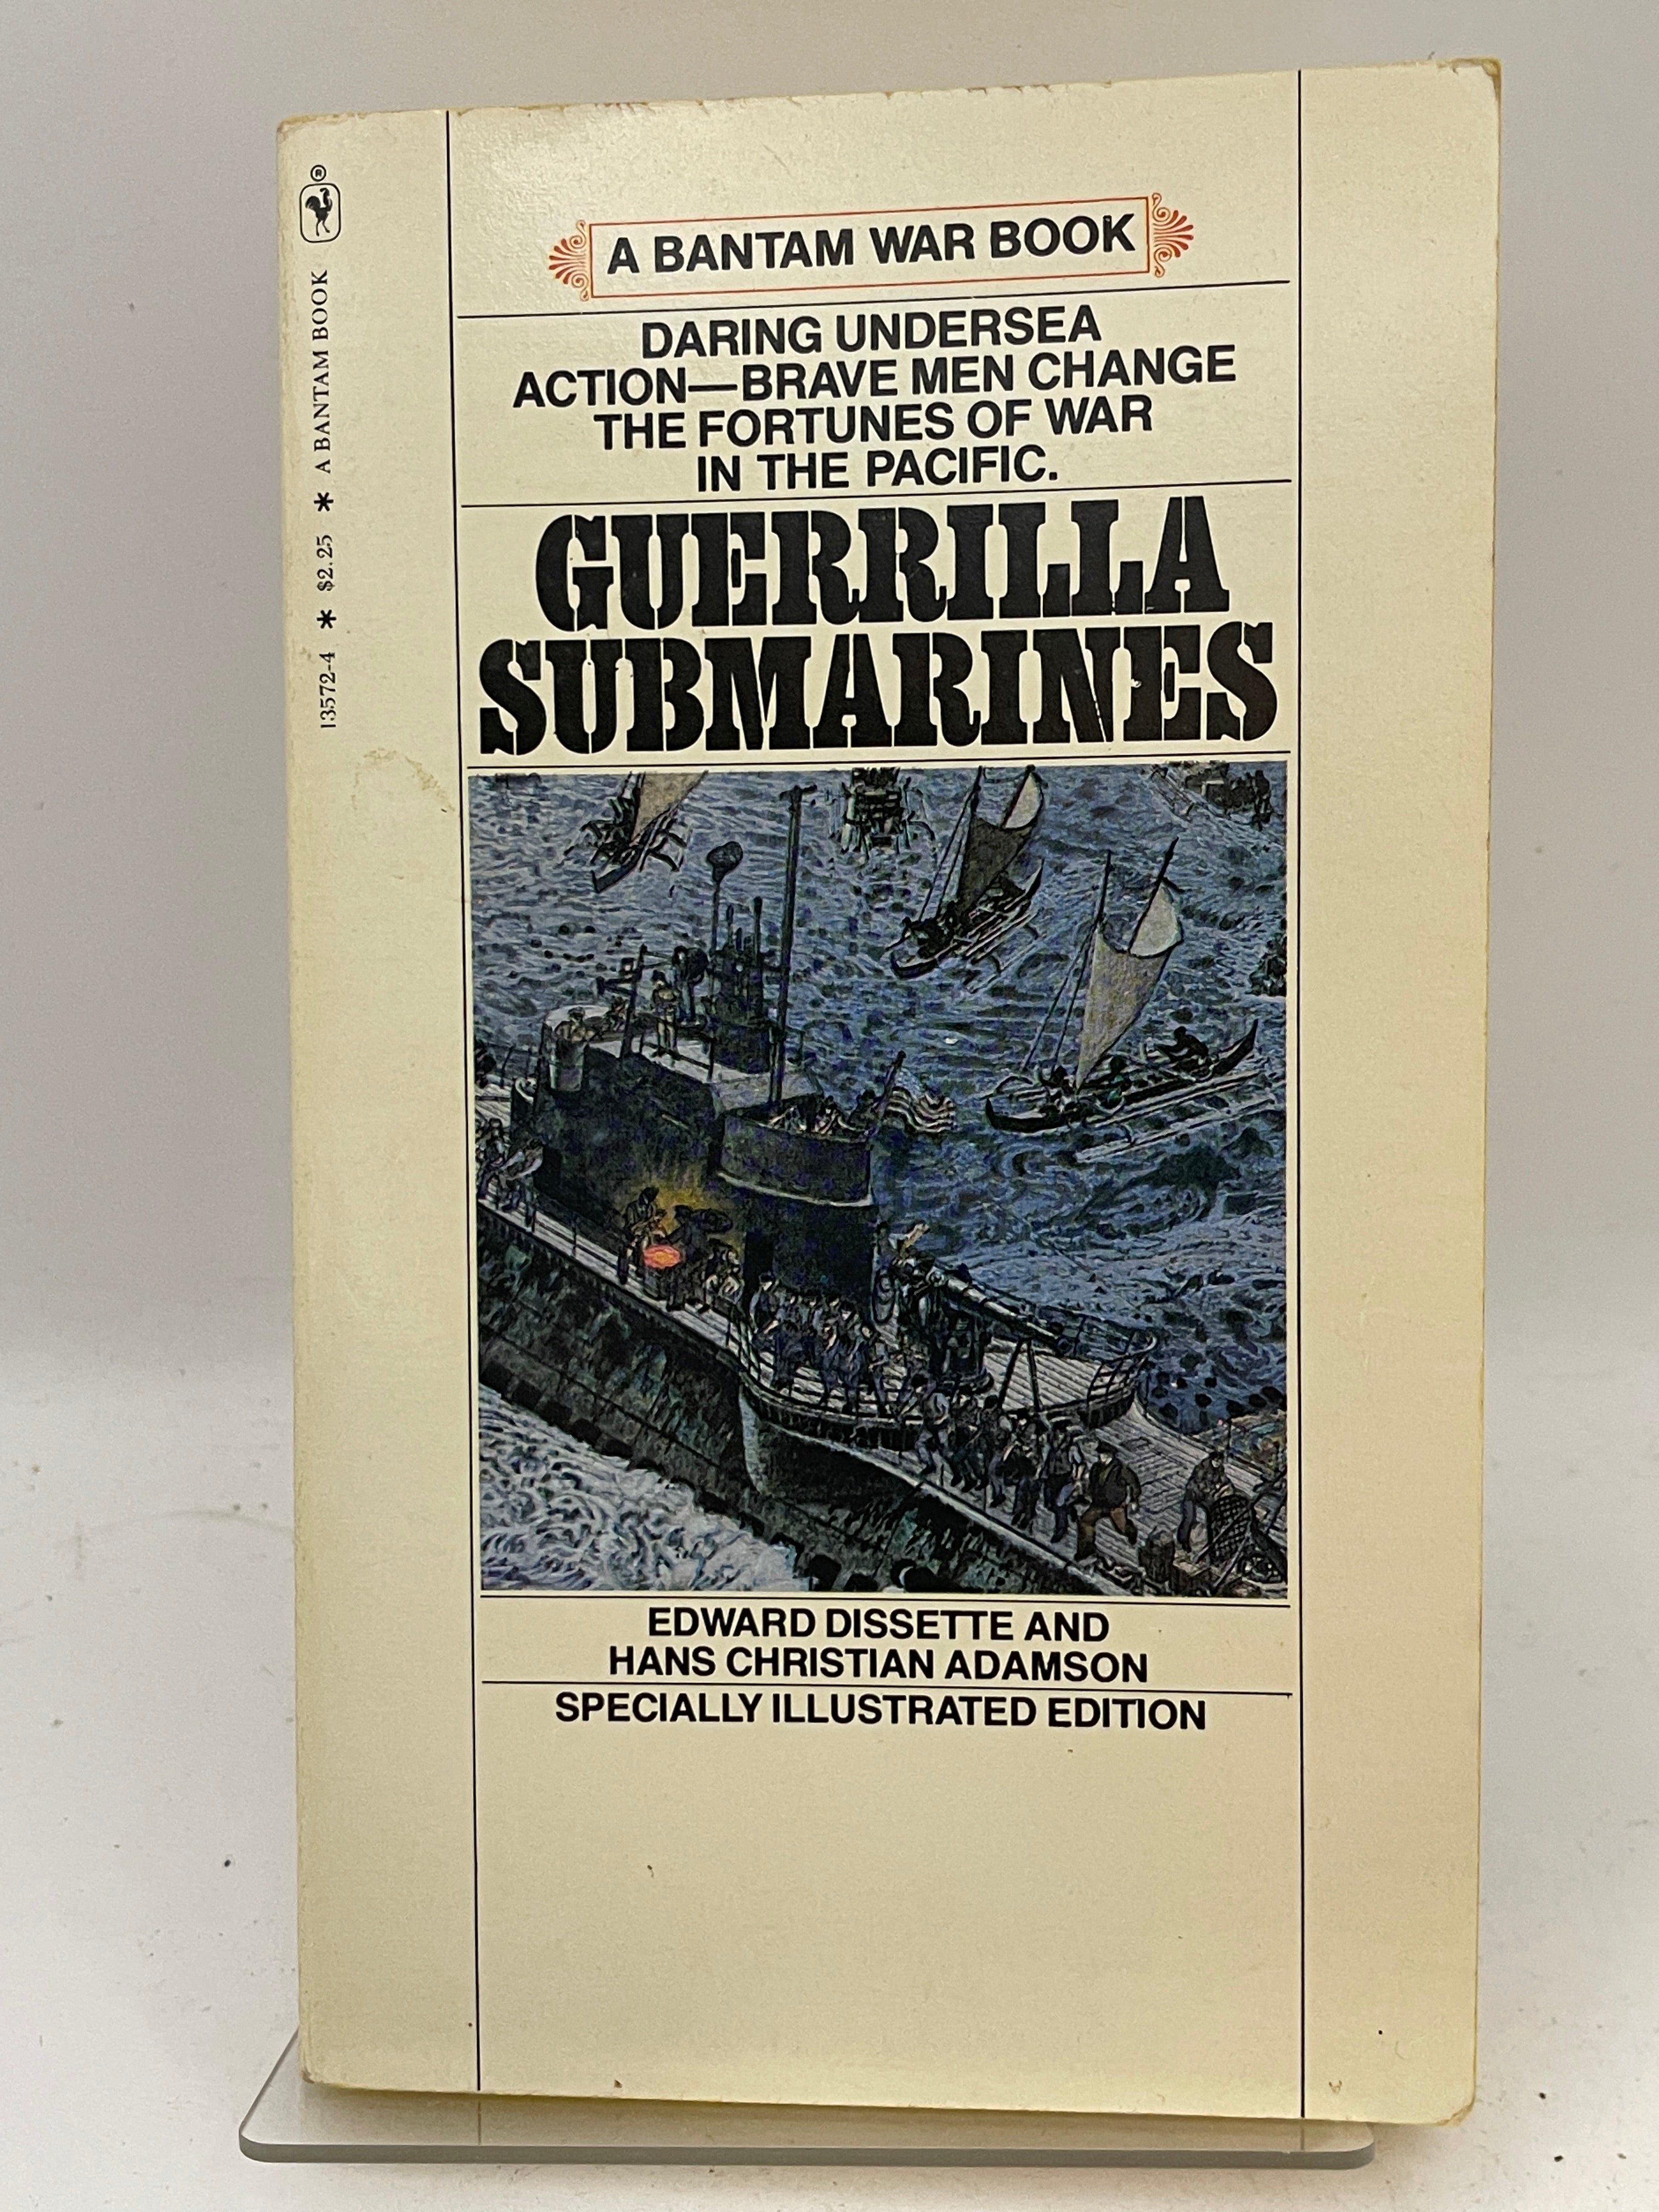 ®
13572-4 * $2.25 * A BANTAM BOOK
A BANTAM WAR BOOK
DARING UNDERSEA
ACTION—BRAVE MEN CHANGE
THE FORTUNES OF WAR
IN THE PACIFIC.
GUERRILLA
SUBMARINES
EDWARD DISSETTE AND
HANS CHRISTIAN ADAMSON
SPECIALLY ILLUSTRATED EDITION